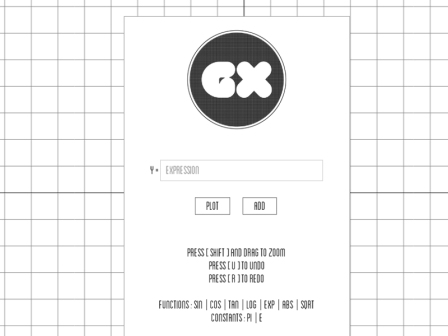 GX
Y= EXPRESSION
PLOT ADD
PRESS [ SHIFT ] AND DRAG TO ZOOM
PRESS [ U ] TO UNDO
PRESS [ R ] TO REDO
FUNCTIONS: SIN | COS | TAN | LOG | EXP | ABS | SQRT
CONSTANTS: PI | E